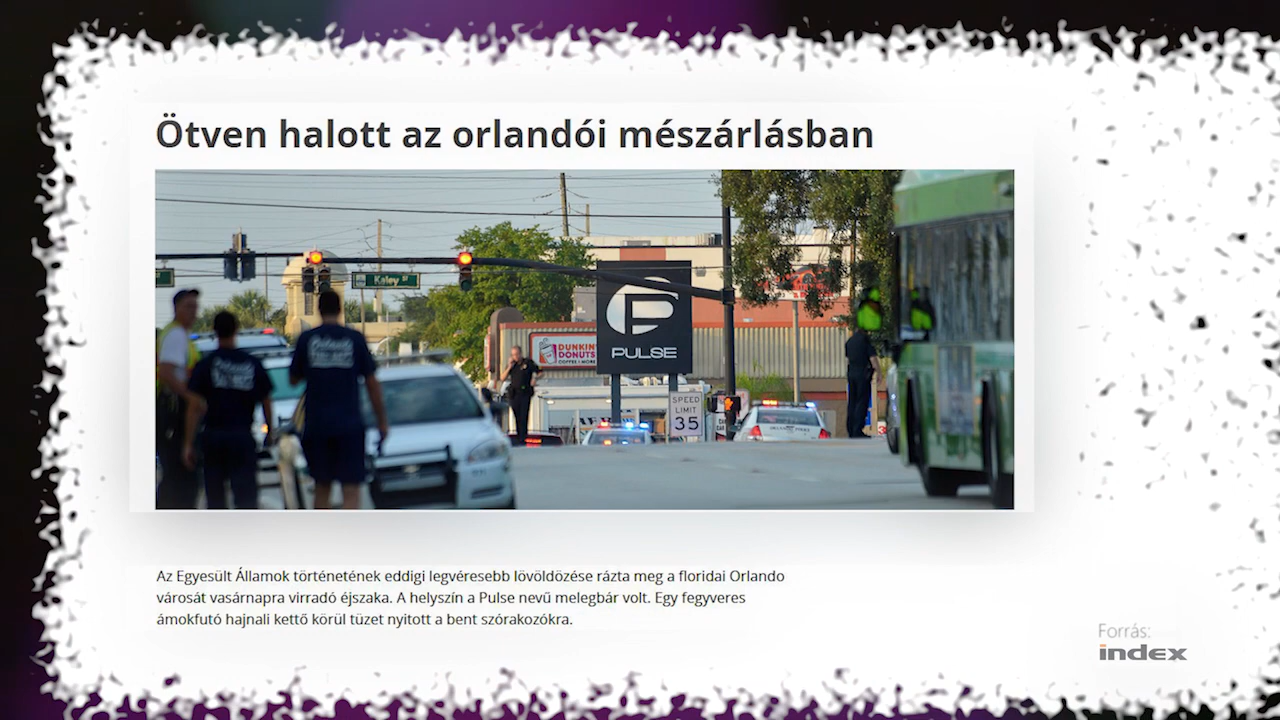 Ötven halott az orlandói mészárlásban
Kaley
DUNKIN'
DONUTS
COFFEE & MORE
PULSE
SPEED
LIMIT
35
Az Egyesült Államok történetének eddigi legvéresebb lövöldözése rázta meg a floridai Orlando
városát vasárnapra virradó éjszaka. A helyszín a Pulse nevű melegbár volt. Egy fegyveres
ámokfutó hajnali kettő körül tüzet nyitott a bent szórakozókra.
Forrás:
index